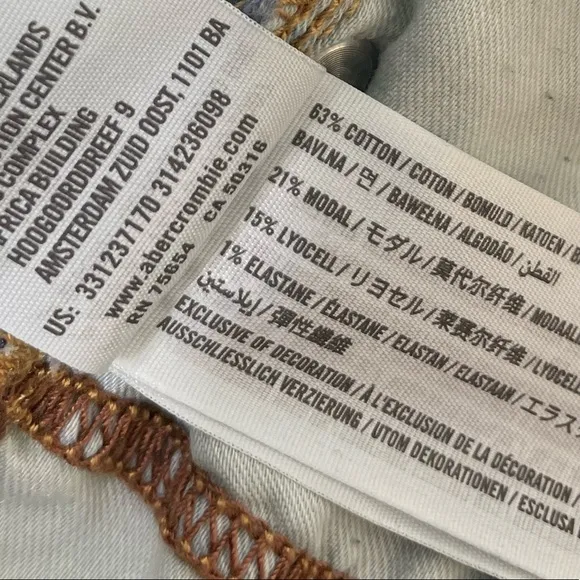 ERLANDS
TION CENTER B.V.
COMPLEX
RICA BUILDING
HOOGOORDDREEF 9
AMSTERDAM ZUID OOST, 1101 BA
US: 331237170 314236098
www.abercrombie.com
RN 75654 CA 50316
63% COTTON / COTON / BOMULD / KATOEN /
BAVLNA / 면 / BAWEŁNA / ALGODÃO / القطن
21% MODAL / モダル / 莫代尔纤维 / MODAAL
15% LYOCELL / リヨセル / 莱赛尔纤维 / LYOCELL
1% ELASTANE / ÉLASTANE / ELASTAN / ELASTAAN / エラス
إيلاستين / 弹性纖維
EXCLUSIVE OF DECORATION / À L'EXCLUSION DE LA DÉCORATION /
AUSSCHLIESSLICH VERZIERUNG / UTOM DEKORATIONEN / ESCLUSA